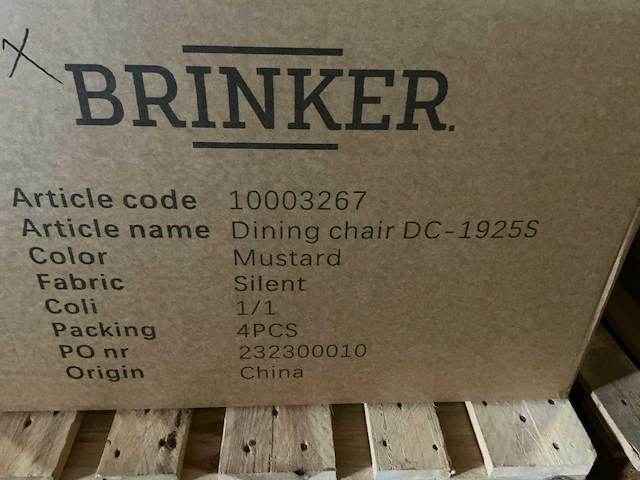 X
BRINKER.
Article code 10003267
Article name Dining chair DC-1925S
Color Mustard
Fabric Silent
Coli 1/1
Packing 4PCS
PO nr 232300010
Origin China